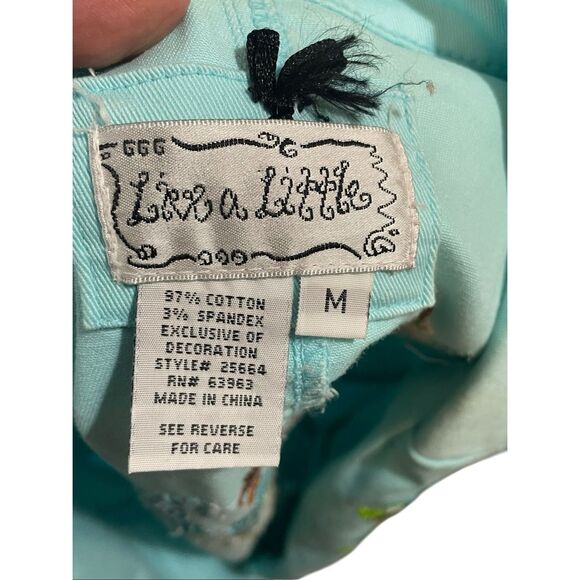 Live a Little
M
97% COTTON
3% SPANDEX
EXCLUSIVE OF
DECORATION
STYLE# 25664
RN# 63963
MADE IN CHINA
SEE REVERSE
FOR CARE